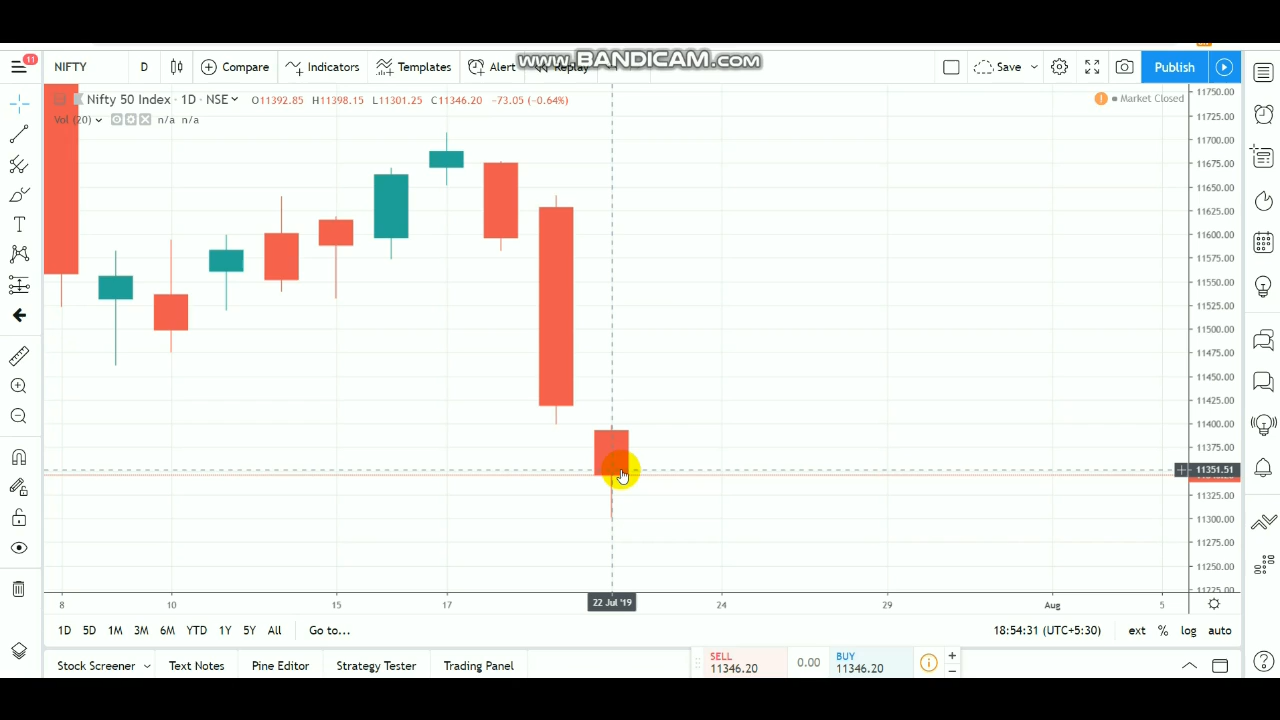 www.BANDICAM.com
11
NIFTY D Compare Indicators Templates Alert Replay Save Publish
Nifty 50 Index · 1D · NSE O11392.85 H11398.15 L11301.25 C11346.20 −73.05 (−0.64%)
Market Closed
Vol (20) n/a n/a
11750.00
11725.00
11700.00
11675.00
11650.00
11625.00
11600.00
11575.00
11550.00
11525.00
11500.00
11475.00
11450.00
11425.00
11400.00
11375.00
11351.51
11325.00
11300.00
11275.00
11250.00
11225.00
8 10 15 17 22 Jul '19 24 29 Aug 5
1D 5D 1M 3M 6M YTD 1Y 5Y All Go to... 18:54:31 (UTC+5:30) ext % log auto
Stock Screener Text Notes Pine Editor Strategy Tester Trading Panel
SELL
11346.20
0.00
BUY
11346.20